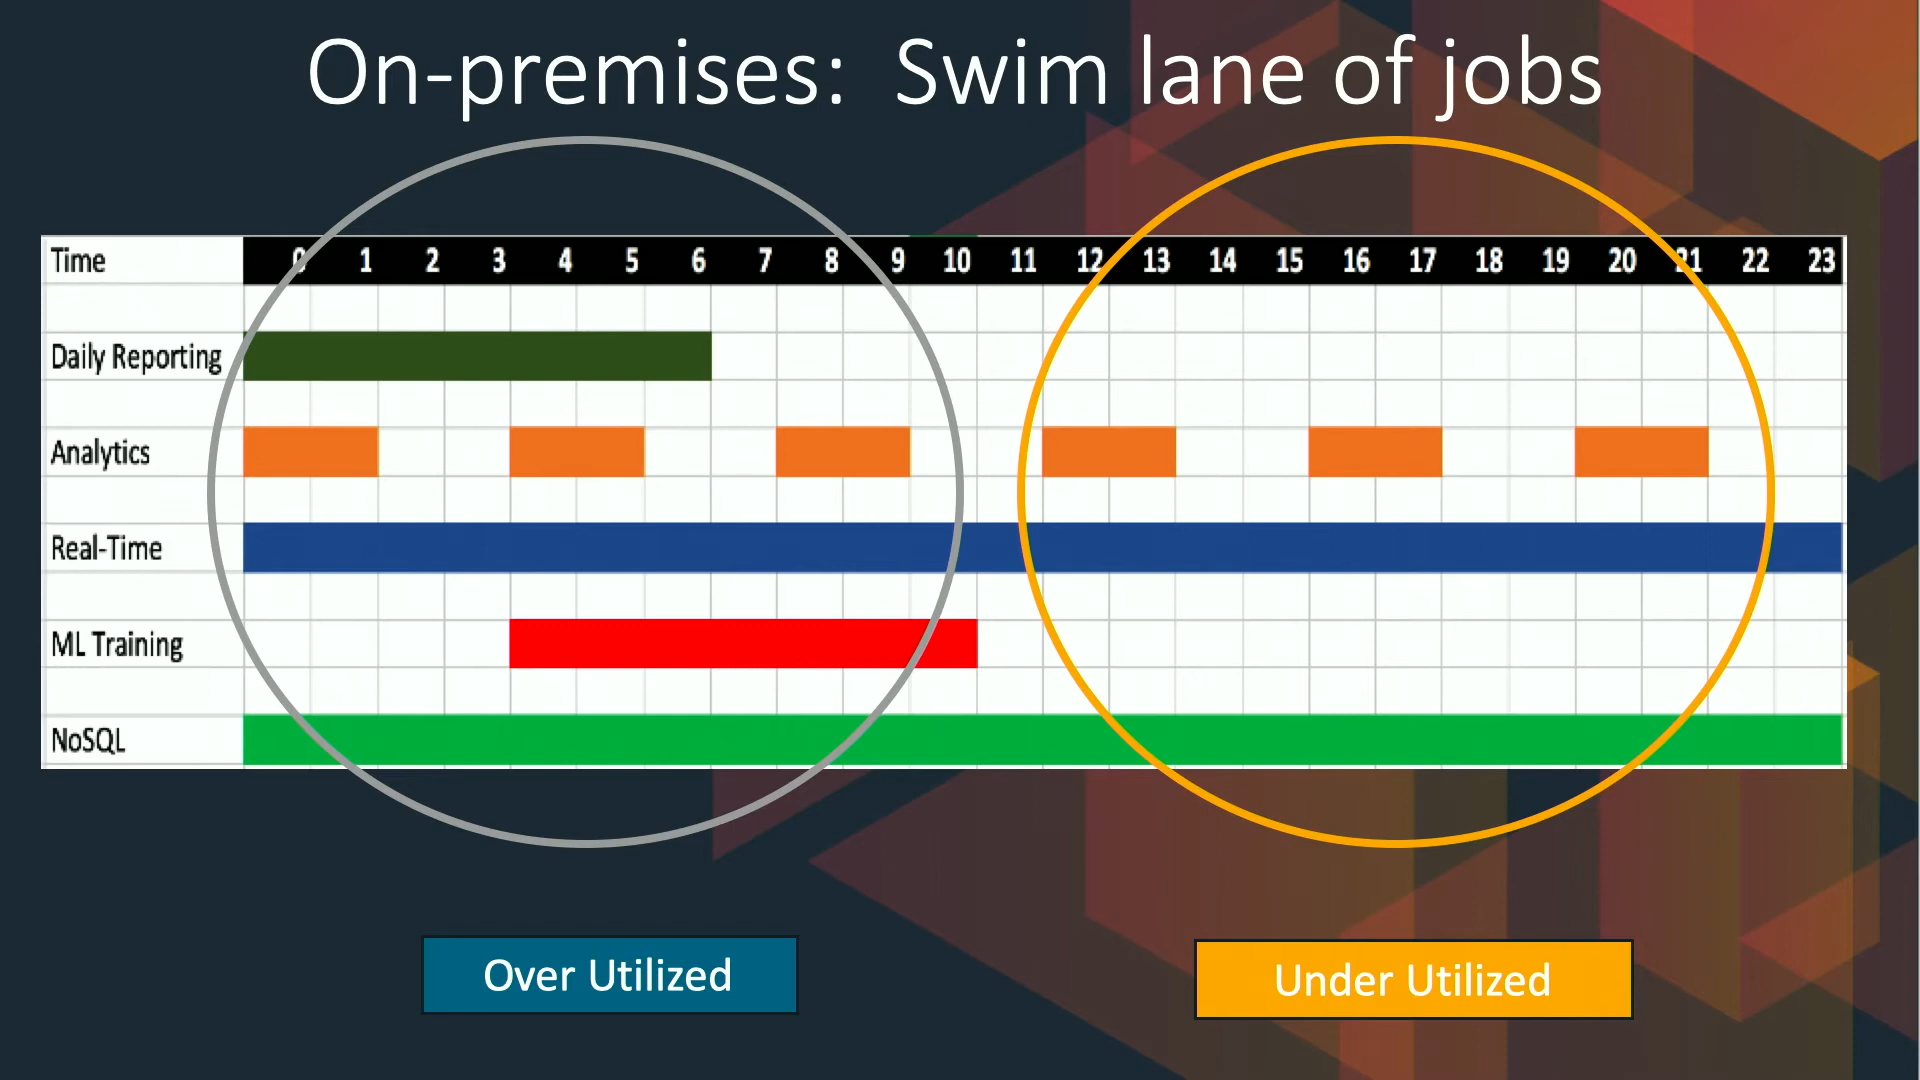 On-premises:  Swim lane of jobs
Time 0 1 2 3 4 5 6 7 8 9 10 11 12 13 14 15 16 17 18 19 20 21 22 23
Daily Reporting
Analytics
Real-Time
ML Training
NoSQL
Over Utilized
Under Utilized